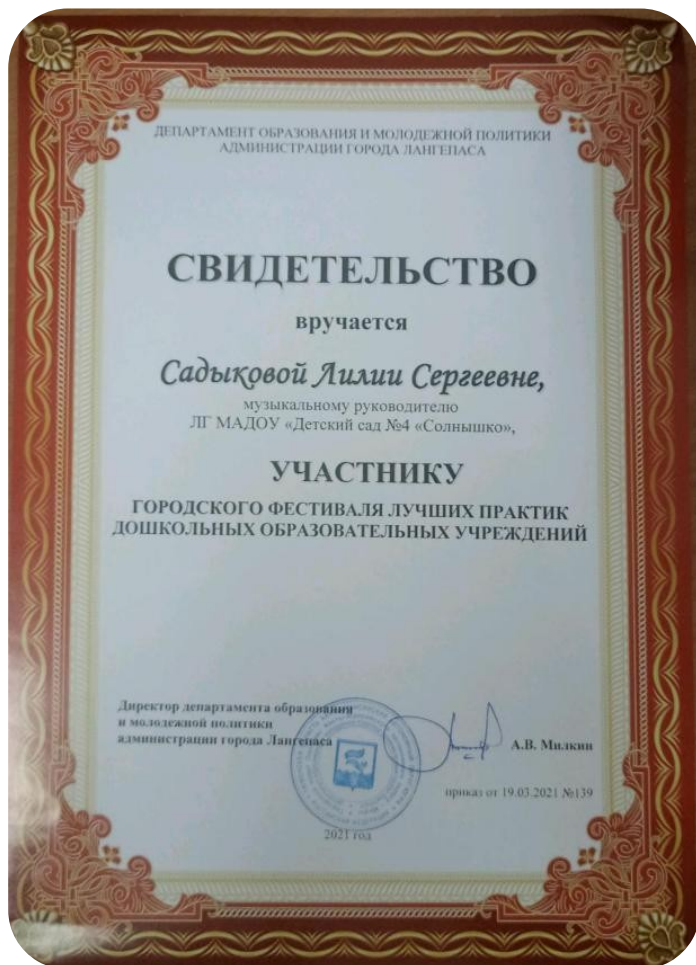 ДЕПАРТАМЕНТ ОБРАЗОВАНИЯ И МОЛОДЕЖНОЙ ПОЛИТИКИ
АДМИНИСТРАЦИИ ГОРОДА ЛАНГЕПАСА
СВИДЕТЕЛЬСТВО
вручается
Садыковой Лилии Сергеевне,
музыкальному руководителю
ЛГ МАДОУ «Детский сад №4 «Солнышко»,
УЧАСТНИКУ
ГОРОДСКОГО ФЕСТИВАЛЯ ЛУЧШИХ ПРАКТИК
ДОШКОЛЬНЫХ ОБРАЗОВАТЕЛЬНЫХ УЧРЕЖДЕНИЙ
Директор департамента образования
и молодежной политики
администрации города Лангепаса
А.В. Милкин
приказ от 19.03.2021 №139
2021 год